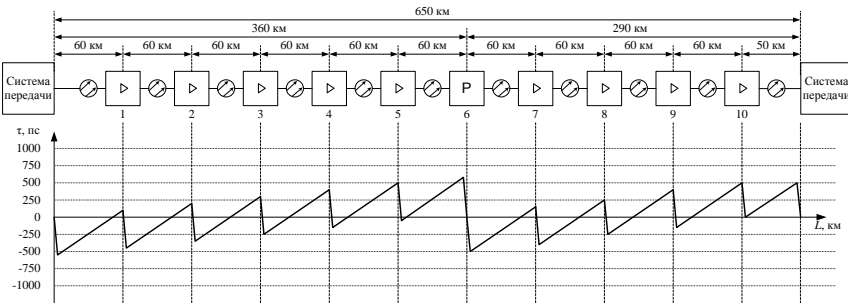 650 км
360 км 290 км
60 км 60 км 60 км 60 км 60 км 60 км 60 км 60 км 60 км 60 км 50 км
Система передачи
P
Система передачи
1 2 3 4 5 6 7 8 9 10
τ, пс
1000
750
500
250
0
L, км
-250
-500
-750
-1000